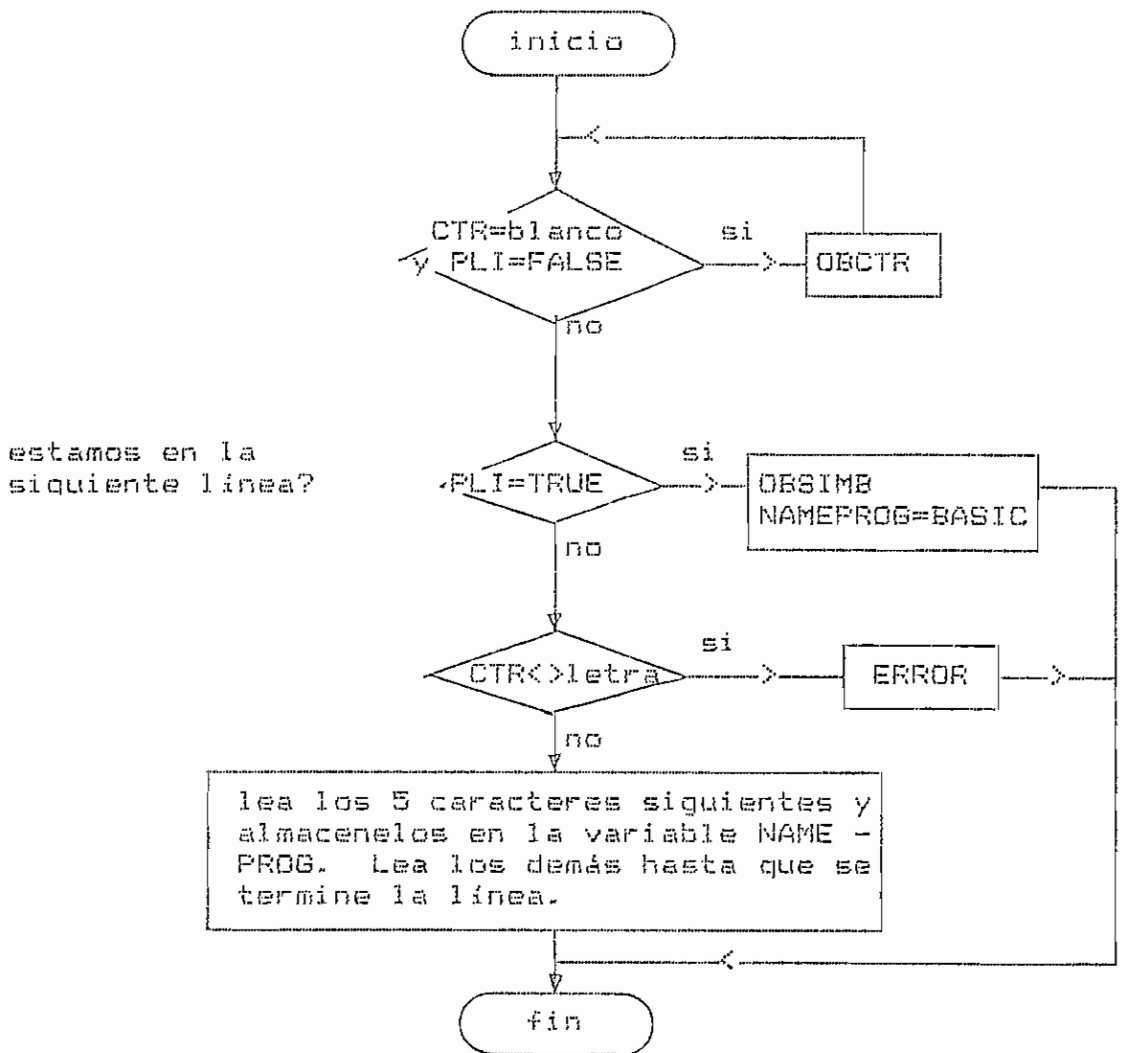 inicio
CTR=blanco
y PLI=FALSE
si
OBCTR
no
estamos en la
siguiente línea?
PLI=TRUE
si
OBSIMB
NAMEPROG=BASIC
no
CTR<>letra
si
ERROR
no
lea los 5 caracteres siguientes y
almacenelos en la variable NAME -
PROG. Lea los demás hasta que se
termine la línea.
fin